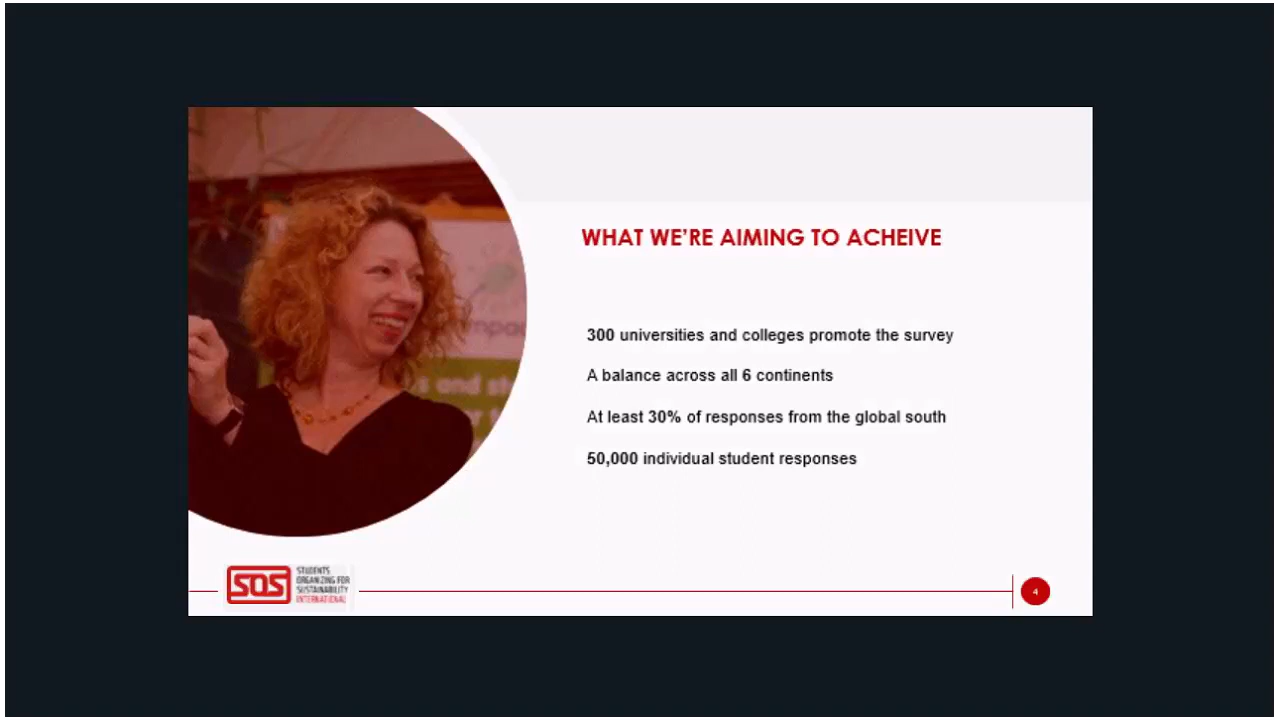 WHAT WE'RE AIMING TO ACHEIVE
300 universities and colleges promote the survey
A balance across all 6 continents
At least 30% of responses from the global south
50,000 individual student responses
SOS
STUDENTS
ORGANIZING FOR
SUSTAINABILITY
INTERNATIONAL
4